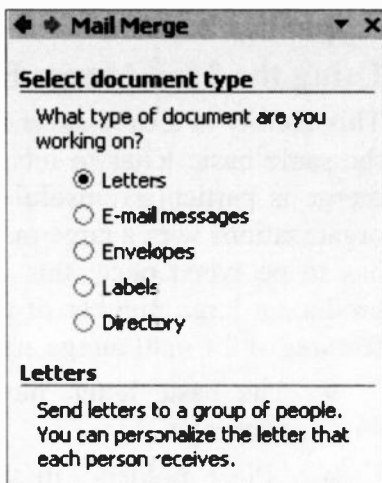 Mail Merge
Select document type
What type of document are you
working on?
Letters
E-mail messages
Envelopes
Labels
Directory
Letters
Send letters to a group of people.
You can personalize the letter that
each person receives.